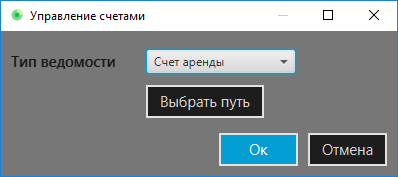 Управление счетами
Тип ведомости Счет аренды
Выбрать путь
Ок Отмена